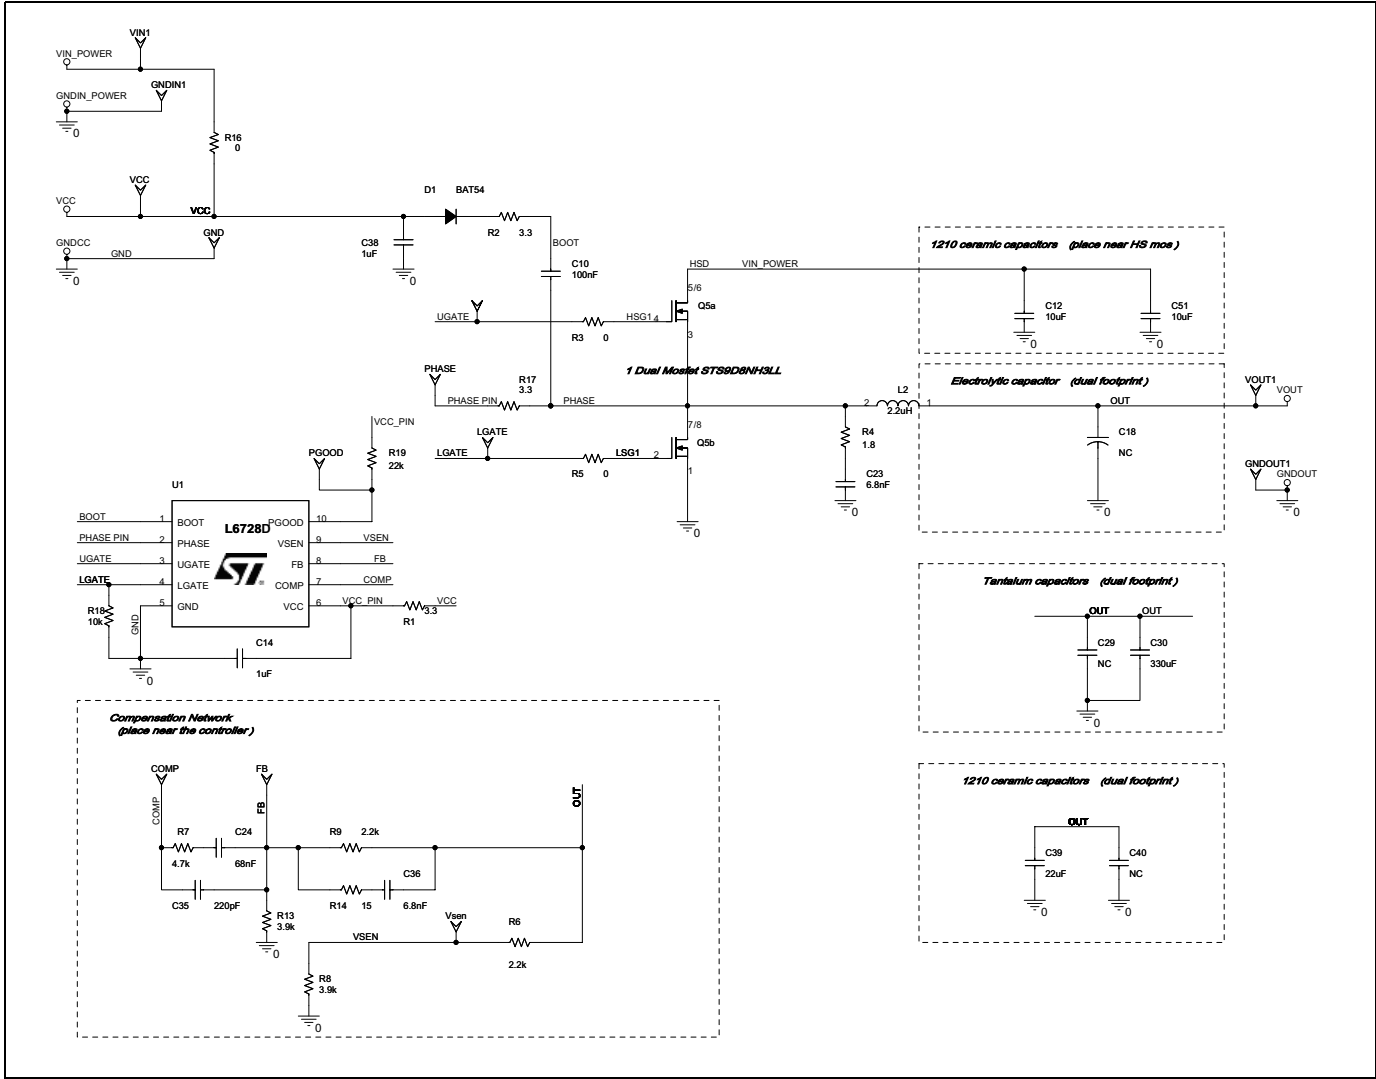 VIN1
VIN_POWER
GNDIN1
GNDIN_POWER
0
R16
0
VCC
VCC
VCC
GND
GNDCC
GND
0
D1 BAT54
R2 3.3
C38
1uF
0
BOOT
C10
100nF
HSD VIN_POWER
5/6
Q5a
UGATE
HSG1 4
R3 0
3
1 Dual Mosfet STS9D8NH3LL
PHASE
R17
3.3
PHASE PIN
PHASE
7/8
Q5b
LGATE
LGATE
LSG1 2
R5 0
1
0
L2
2 1
2.2uH
R4
1.8
C23
6.8nF
0
1210 ceramic capacitors (place near HS mos )
C12
10uF
0
C51
10uF
0
Electrolytic capacitor (dual footprint )
OUT
C18
NC
0
VOUT1
VOUT
GNDOUT1
GNDOUT
0
Tantalum capacitors (dual footprint )
OUT OUT
C29
NC
C30
330uF
0
1210 ceramic capacitors (dual footprint )
OUT
C39
22uF
0
C40
NC
0
VCC_PIN
PGOOD
R19
22k
U1
L6728D
ST
BOOT 1 BOOT
PHASE PIN 2 PHASE
UGATE 3 UGATE
LGATE 4 LGATE
5 GND
PGOOD 10
VSEN 9 VSEN
FB 8 FB
COMP 7 COMP
VCC 6 VCC_PIN
3.3 VCC
R1
R18
10k
GND
C14
1uF
0
Compensation Network
(place near the controller )
COMP
FB
COMP
FB
OUT
R7
4.7k
C24
68nF
R9 2.2k
C35 220pF
R14 15
C36
6.8nF
R13
3.9k
0
Vsen
VSEN
R6
2.2k
R8
3.9k
0